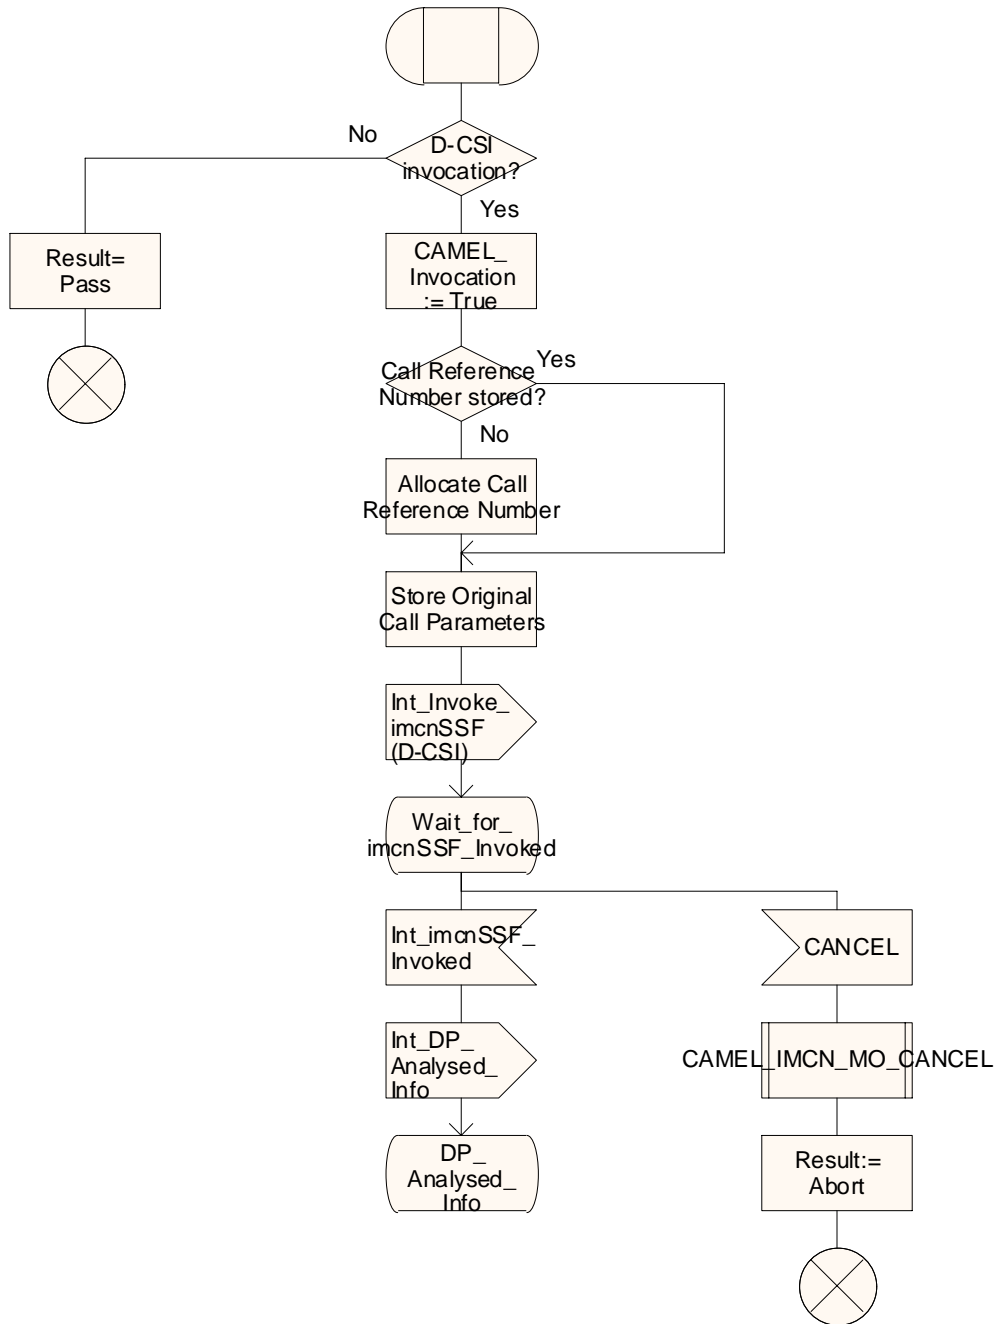 No
D-CSI
invocation?
Yes
Result=
Pass
CAMEL_
Invocation
:= True
Call Reference
Number stored?
Yes
No
Allocate Call
Reference Number
Store Original
Call Parameters
Int_Invoke_
imcnSSF
(D-CSI)
Wait_for_
imcnSSF_Invoked
Int_imcnSSF_
Invoked
CANCEL
Int_DP_
Analysed_
Info
CAMEL_IMCN_MO_CANCEL
DP_
Analysed_
Info
Result:=
Abort